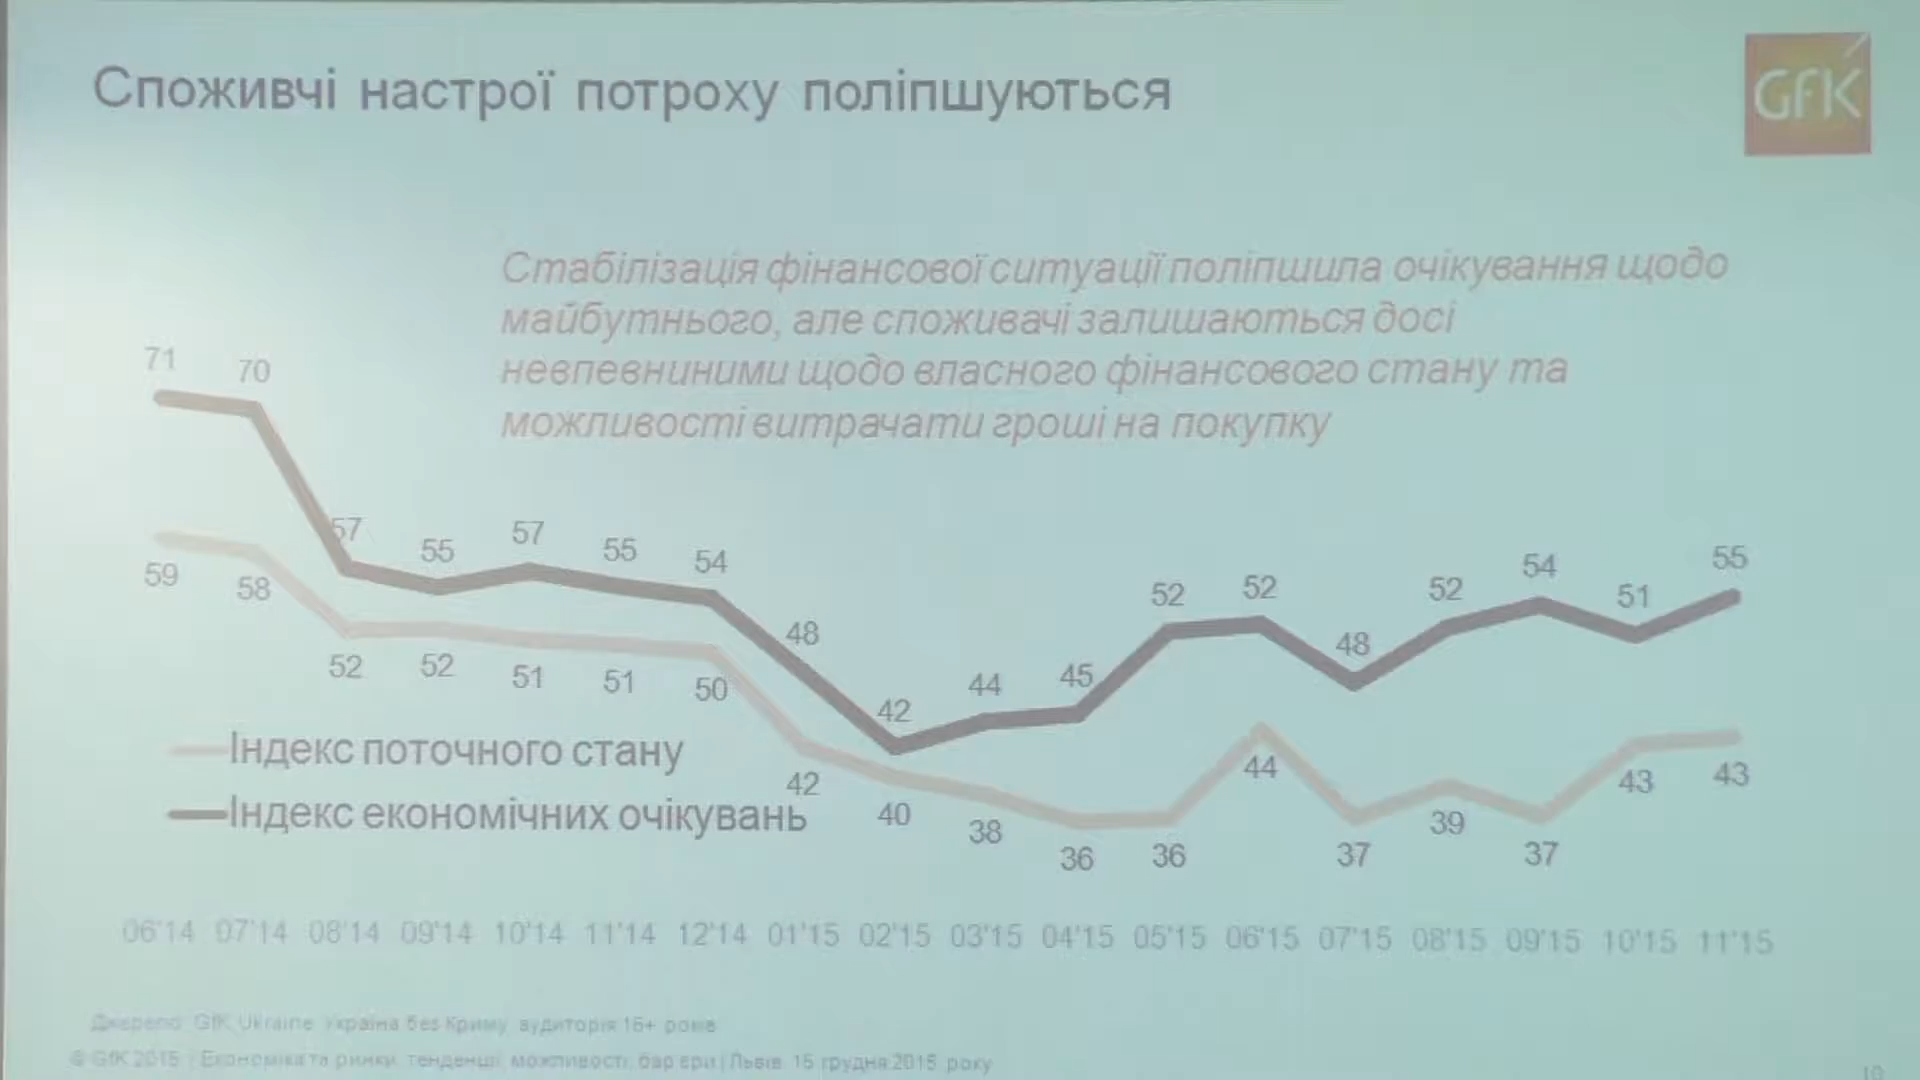 Споживчі настрої потроху поліпшуються
GfK
Стабілізація фінансової ситуації поліпшила очікування щодо
майбутнього, але споживачі залишаються досі
невпевниними щодо власного фінансового стану та
можливості витрачати гроші на покупку
71 70 57 55 57 55 54 48 42 44 45 52 52 48 52 54 51 55
59 58 52 52 51 51 50 42 40 38 36 36 44 37 39 37 43 43
Індекс поточного стану
Індекс економічних очікувань
06'14 07'14 08'14 09'14 10'14 11'14 12'14 01'15 02'15 03'15 04'15 05'15 06'15 07'15 08'15 09'15 10'15 11'15
Джерело: GfK Ukraine, Україна без Криму, аудиторія 16+ років
© GfK 2015 | Економіка та ринки: тенденції, можливості, бар'єри | Львів, 15 грудня 2015 року
10